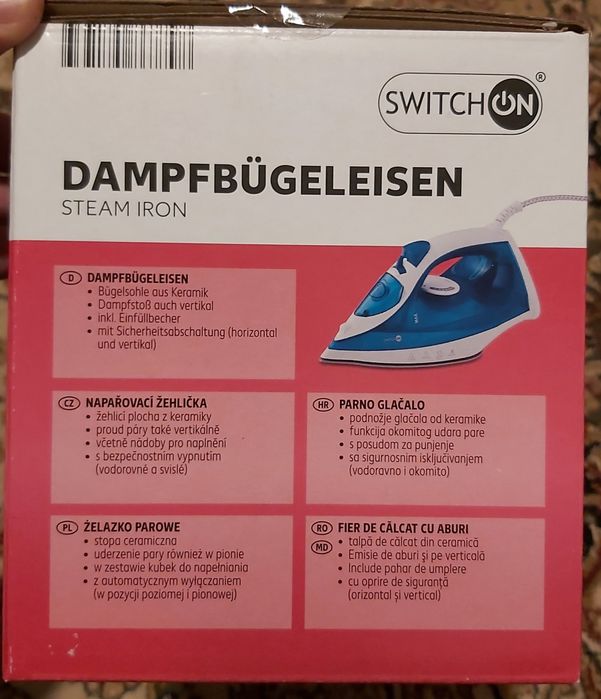 SWITCH ON ®
DAMPFBÜGELEISEN
STEAM IRON
D DAMPFBÜGELEISEN
• Bügelsohle aus Keramik
• Dampfstoß auch vertikal
• inkl. Einfüllbecher
• mit Sicherheitsabschaltung (horizontal
und vertikal)
CZ NAPAŘOVACÍ ŽEHLIČKA
• žehlicí plocha z keramiky
• proud páry také vertikálně
• včetně nádoby pro naplnění
• s bezpečnostním vypnutím
(vodorovně a svislé)
HR PARNO GLAČALO
• podnožje glačala od keramike
• funkcija okomitog udara pare
• s posudom za punjenje
• sa sigurnosnim isključivanjem
(vodoravno i okomito)
PL ŻELAZKO PAROWE
• stopa ceramiczna
• uderzenie pary również w pionie
• w zestawie kubek do napełniania
• z automatycznym wyłączaniem
(w pozycji poziomej i pionowej)
RO MD FIER DE CĂLCAT CU ABURI
• talpă de călcat din ceramică
• Emisie de aburi şi pe verticală
• Include pahar de umplere
• cu oprire de siguranță
(orizontal și vertical)
MAX